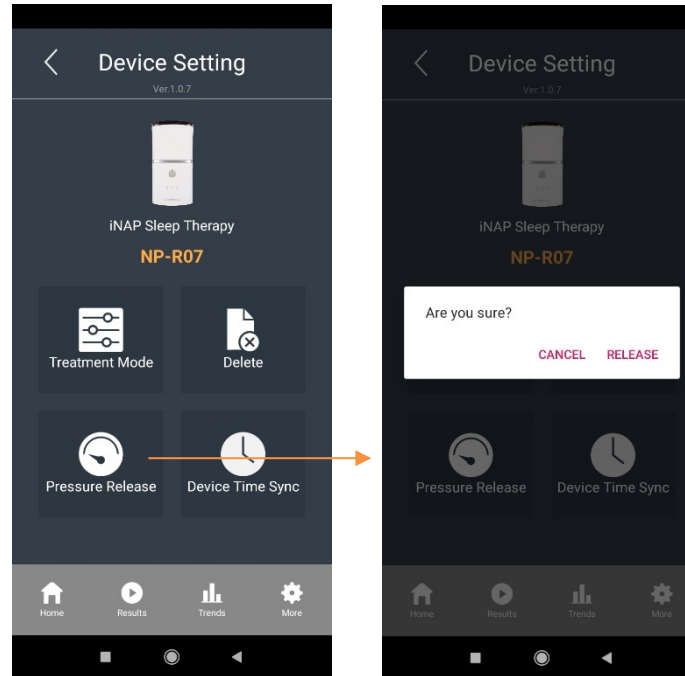 Device Setting
Ver.1.0.7
iNAP Sleep Therapy
NP-R07
Treatment Mode
Delete
Pressure Release
Device Time Sync
Home
Results
Trends
More
Device Setting
Ver.1.0.7
iNAP Sleep Therapy
NP-R07
Are you sure?
CANCEL RELEASE
Pressure Release
Device Time Sync
Home
Results
Trends
More